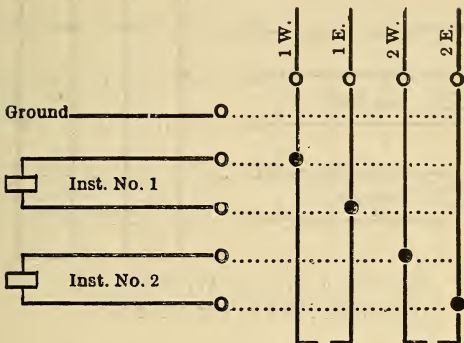 1 W.
1 E.
2 W.
2 E.
Ground
Inst. No. 1
Inst. No. 2